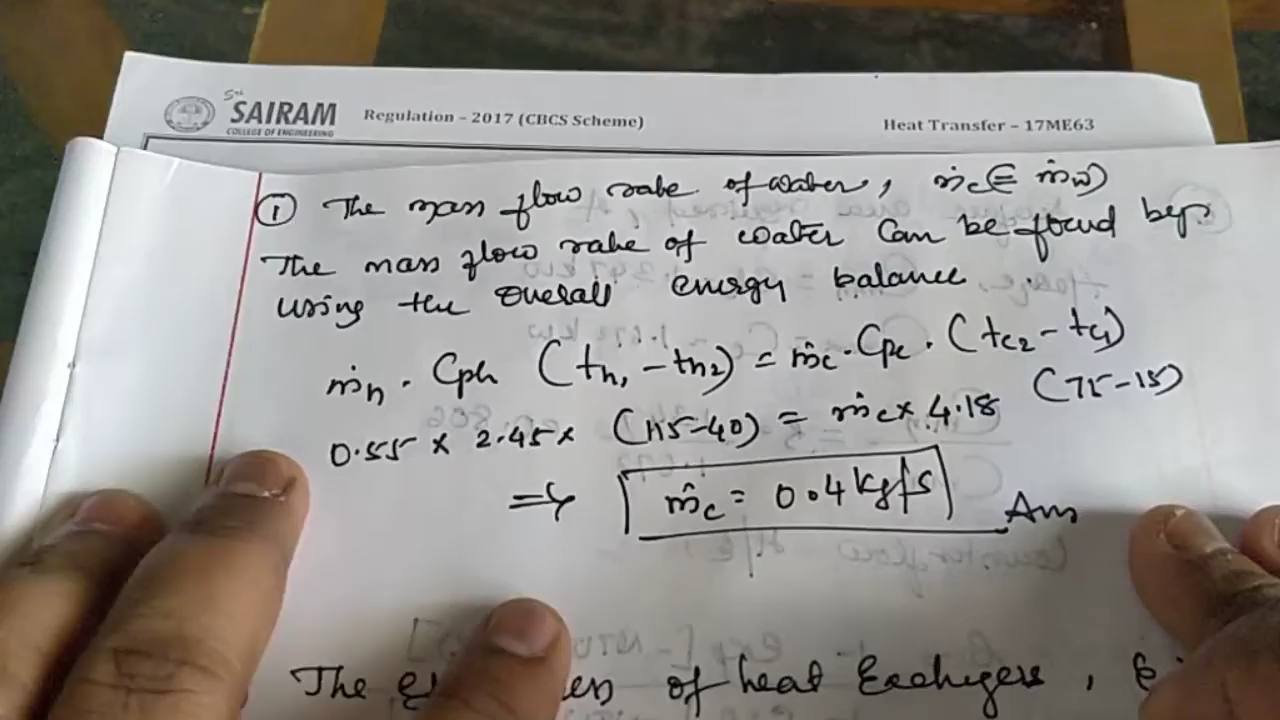 Sri
SAIRAM
COLLEGE OF ENGINEERING
Regulation – 2017 (CBCS Scheme)
Heat Transfer – 17ME63
① The mass flow rate of water, ṁc (= ṁw)
The mass flow rate of water can be found by
using the overall energy balance.
ṁh · Cph (th1 - th2) = ṁc · Cpc · (tc2 - tc1)
0.55 × 2.45 × (115-40) = ṁc × 4.18 (75-15)
⇒ ṁc = 0.4 kg/s Ans
The of heat Exchgers,